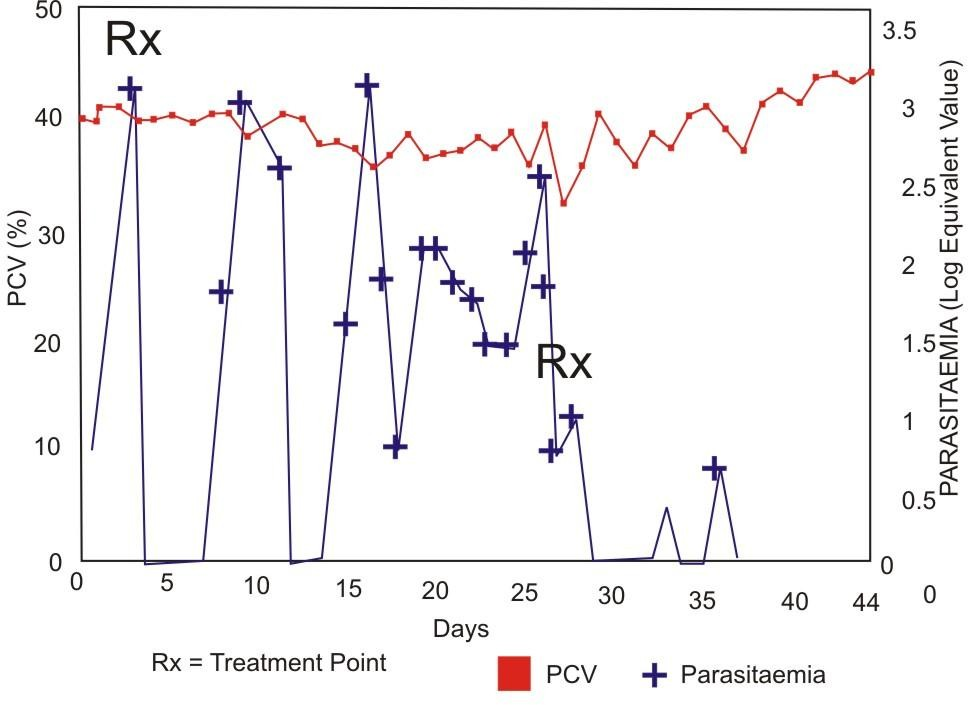 50
40
30
20
10
0
PCV (%)
Rx
Rx
3.5
3
2.5
2
1.5
1
0.5
0
0
PARASITAEMIA (Log Equivalent Value)
0 5 10 15 20 25 30 35 40 44
Days
Rx = Treatment Point
PCV
Parasitaemia